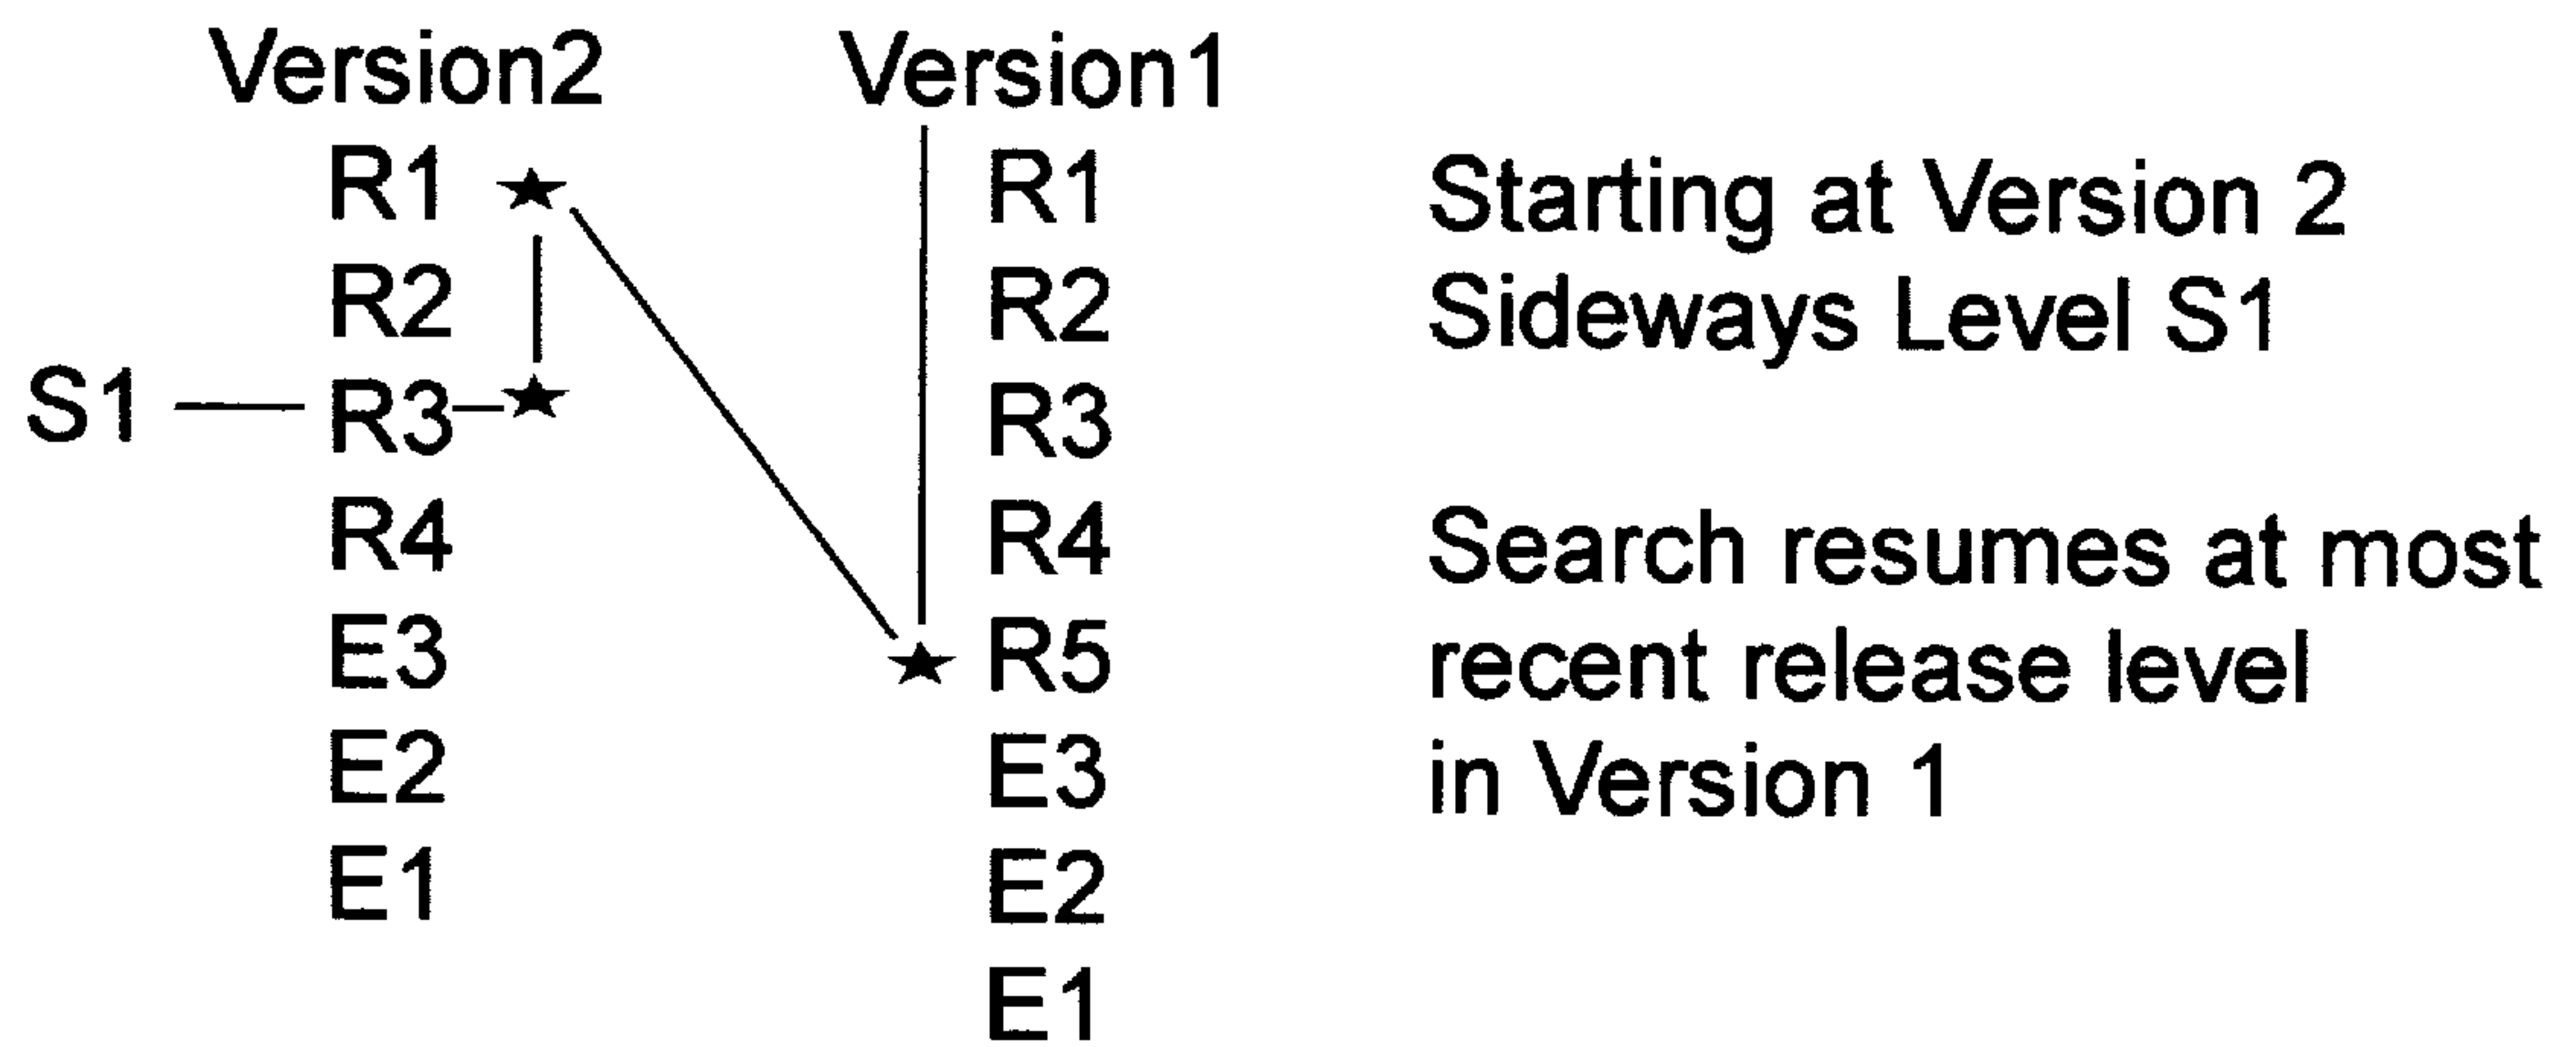 Version2
R1
R2
S1 R3
R4
E3
E2
E1
Version1
R1
R2
R3
R4
R5
E3
E2
E1
Starting at Version 2
Sideways Level S1
Search resumes at most
recent release level
in Version 1